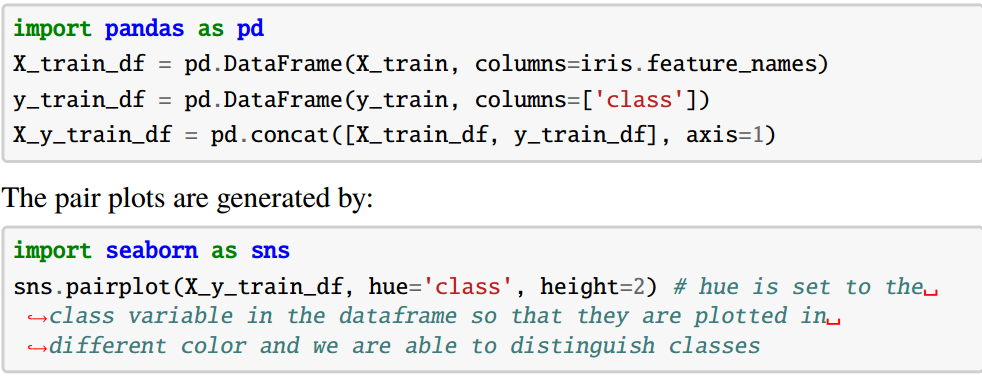 import pandas as pd
X_train_df = pd.DataFrame(X_train, columns=iris.feature_names)
y_train_df = pd.DataFrame(y_train, columns=['class'])
X_y_train_df = pd.concat([X_train_df, y_train_df], axis=1)
The pair plots are generated by:
import seaborn as sns
sns.pairplot(X_y_train_df, hue='class', height=2) # hue is set to the␣
↪class variable in the dataframe so that they are plotted in␣
↪different color and we are able to distinguish classes